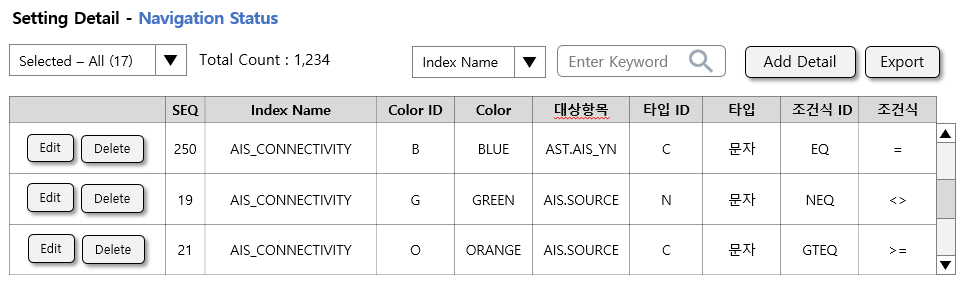 Setting Detail - Navigation Status
Selected – All (17) ▼ Total Count : 1,234 Index Name ▼ Enter Keyword Add Detail Export
SEQ Index Name Color ID Color 대상항목 타입 ID 타입 조건식 ID 조건식
Edit Delete 250 AIS_CONNECTIVITY B BLUE AST.AIS_YN C 문자 EQ =
Edit Delete 19 AIS_CONNECTIVITY G GREEN AIS.SOURCE N 문자 NEQ <>
Edit Delete 21 AIS_CONNECTIVITY O ORANGE AIS.SOURCE C 문자 GTEQ >=